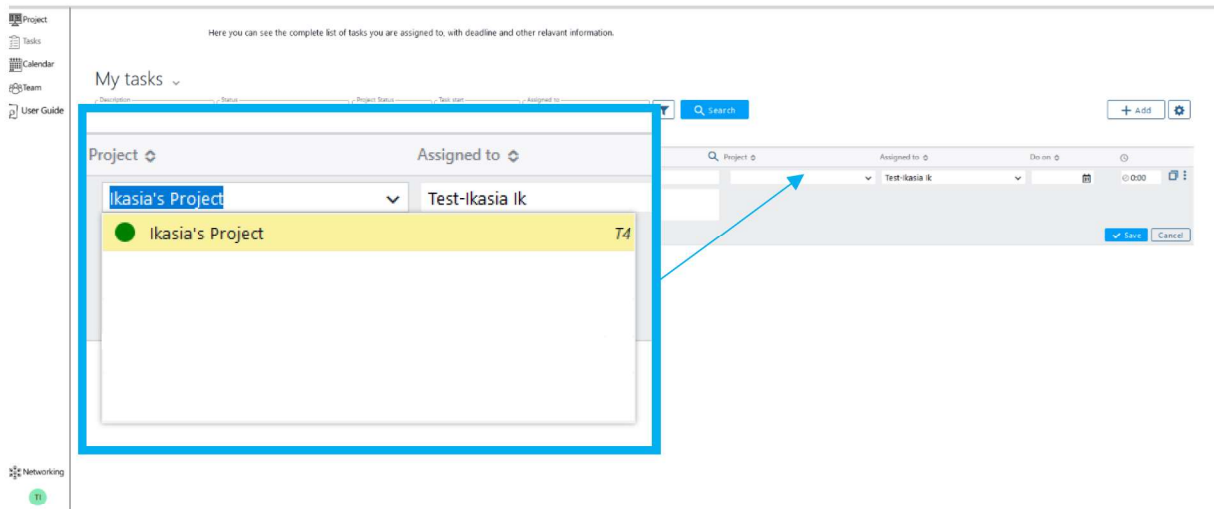 Project
Tasks
Calendar
Team
User Guide
Here you can see the complete list of tasks you are assigned to, with deadline and other relavant information.
My tasks
Description Status Project Status Task start Assigned to
Search
+ Add
Project Assigned to
Ikasia's Project Test-Ikasia Ik
Ikasia's Project T4
Project Assigned to Do on
Test-Ikasia Ik 0:00
Save Cancel
Networking
TI